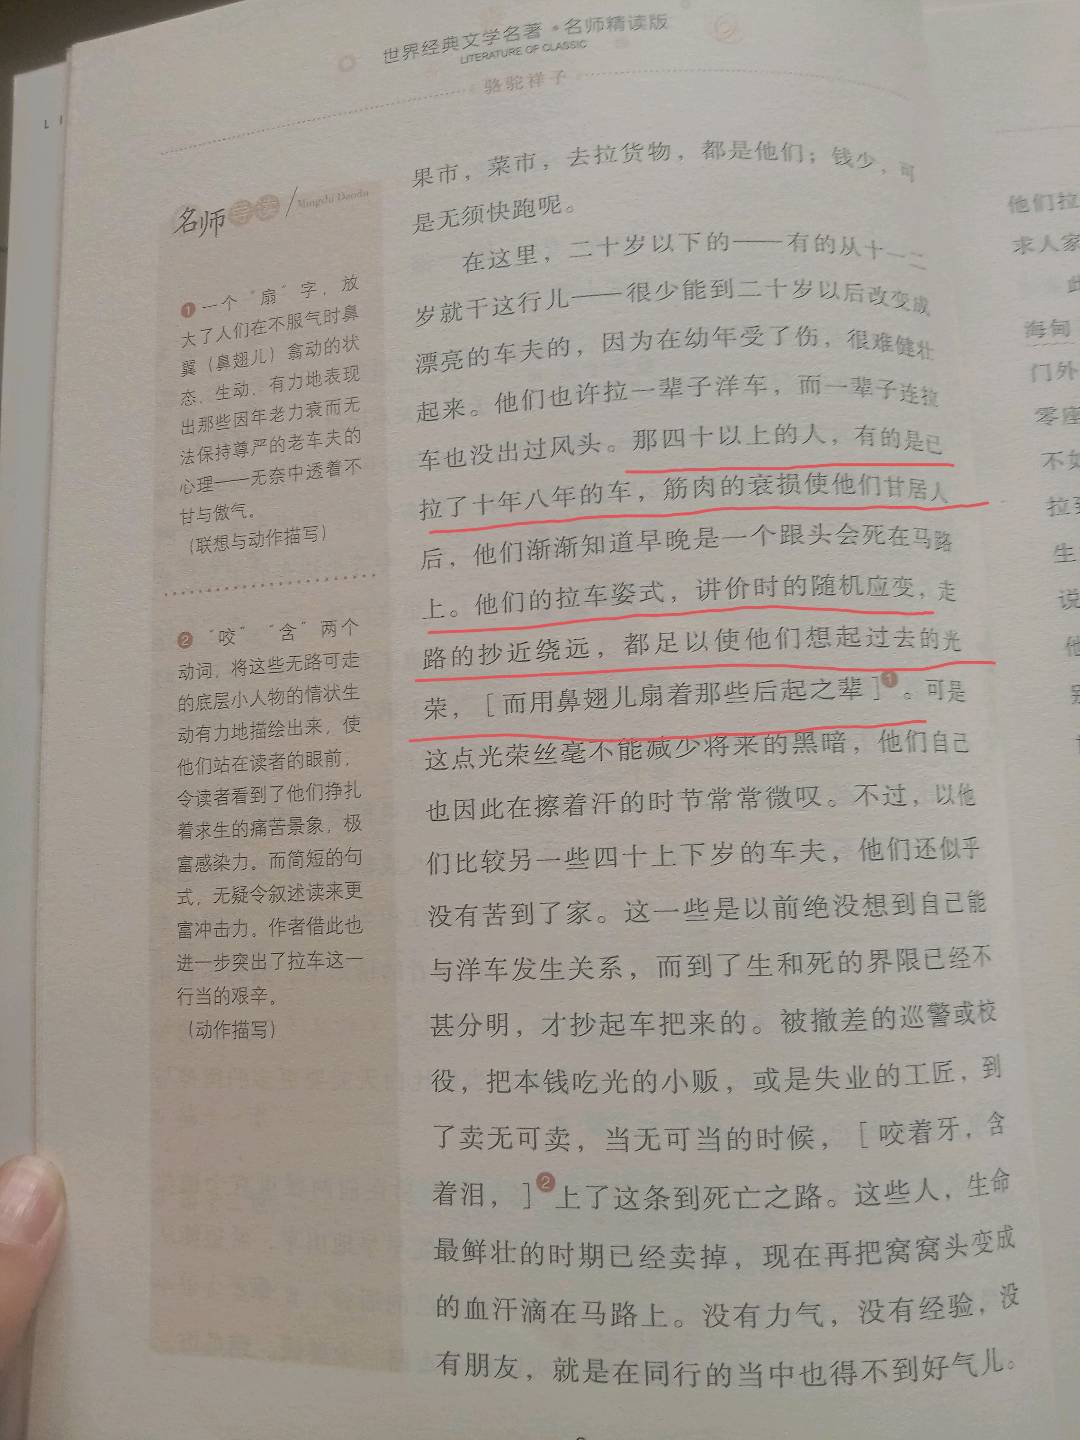 世界经典文学名著·名师精读版
LITERATURE OF CLASSIC
骆驼祥子
名师导读
Mingshi Daodu
❶一个“扇”字，放
大了人们在不服气时鼻
翼（鼻翅儿）翕动的状
态，生动、有力地表现
出那些因年老力衰而无
法保持尊严的老车夫的
心理——无奈中透着不
甘与傲气。
（联想与动作描写）
❷“咬”“含”两个
动词，将这些无路可走
的底层小人物的情状生
动有力地描绘出来，使
他们站在读者的眼前，
令读者看到了他们挣扎
着求生的痛苦景象，极
富感染力。而简短的句
式，无疑令叙述读来更
富冲击力。作者借此也
进一步突出了拉车这一
行当的艰辛。
（动作描写）
果市，菜市，去拉货物，都是他们；钱少，可
是无须快跑呢。
在这里，二十岁以下的——有的从十一二
岁就干这行儿——很少能到二十岁以后改变成
漂亮的车夫的，因为在幼年受了伤，很难健壮
起来。他们也许拉一辈子洋车，而一辈子连拉
车也没出过风头。那四十以上的人，有的是已
拉了十年八年的车，筋肉的衰损使他们甘居人
后，他们渐渐知道早晚是一个跟头会死在马路
上。他们的拉车姿式，讲价时的随机应变，走
路的抄近绕远，都足以使他们想起过去的光
荣，[而用鼻翅儿扇着那些后起之辈]❶。可是
这点光荣丝毫不能减少将来的黑暗，他们自己
也因此在擦着汗的时节常常微叹。不过，以他
们比较另一些四十上下岁的车夫，他们还似乎
没有苦到了家。这一些是以前绝没想到自己能
与洋车发生关系，而到了生和死的界限已经不
甚分明，才抄起车把来的。被撤差的巡警或校
役，把本钱吃光的小贩，或是失业的工匠，到
了卖无可卖，当无可当的时候，[咬着牙，含
着泪，]❷上了这条到死亡之路。这些人，生命
最鲜壮的时期已经卖掉，现在再把窝窝头变成
的血汗滴在马路上。没有力气，没有经验，没
有朋友，就是在同行的当中也得不到好气儿。
他们拉
求人家
海甸
门外
零座
不如
拉到
生
说